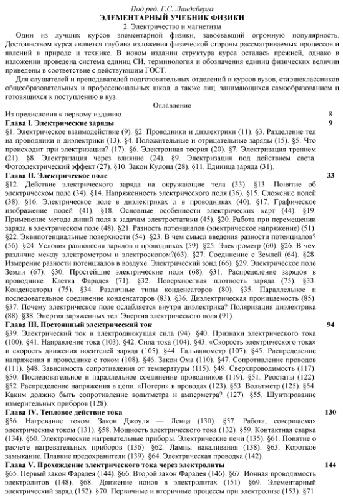 Под ред. Г.С. Ландсберга
ЭЛЕМЕНТАРНЫЙ УЧЕБНИК ФИЗИКИ
2. Электричество и магнетизм
Один из лучших курсов элементарной физики, завоевавший огромную популярность.
Достоинством курса является глубина изложения физической стороны рассматриваемых процессов и
явлений в природе и технике. В новом издании структура курса осталась прежней, однако в
изложении проведена система единиц СИ, терминология и обозначения единиц физических величин
приведены в соответствие с действующим ГОСТ.
Для слушателей и преподавателей подготовительных отделений и курсов вузов, старшеклассников
общеобразовательных и профессиональных школ, а также лиц, занимающихся самообразованием и
готовящихся к поступлению в вуз.
Оглавление
Из предисловия к первому изданию 8
Глава I. Электрические заряды 9
§1. Электрическое взаимодействие (9). §2. Проводники и диэлектрики (11). §3. Разделение тел
на проводники и диэлектрики (13). §4. Положительные и отрицательные заряды (15). §5. Что
происходит при электризации? (17). §6. Электронная теория (20). §7. Электризация трением
(21). §8. Электризация через влияние (24). §9. Электризация под действием света.
Фотоэлектрический эффект (27). §10. Закон Кулона (28). §11. Единица заряда (31).
Глава II. Электрическое поле 33
§12. Действие электрического заряда на окружающие тела (33). §13. Понятие об
электрическом поле (34). §14. Напряженность электрического поля (36). §15. Сложение полей
(38). §16. Электрическое поле в диэлектриках и в проводниках (40). §17. Графическое
изображение полей (41). §18. Основные особенности электрических карт (44). §19.
Применение метода линий поля к задачам электростатики (45). §20. Работа при перемещении
заряда в электрическом поле (48). §21. Разность потенциалов (электрическое напряжение) (51).
§22. Эквипотенциальные поверхности (54). §23. В чем смысл введения разности потенциалов?
(56). §24. Условия равновесия зарядов в проводниках (59). §25. Электрометр (60). §26. В чем
различие между электрометром и электроскопом? (63). §27. Соединение с Землей (64). §28.
Измерение разности потенциалов в воздухе. Электрический зонд (66). §29. Электрическое поле
Земли (67). §30. Простейшие электрические поля (68). §31. Распределение зарядов в
проводнике. Клетка Фарадея (71). §32. Поверхностная плотность заряда (75). §33.
Конденсаторы (75). §34. Различные типы конденсаторов (80). §35. Параллельное и
последовательное соединение конденсаторов (83). §36. Диэлектрическая проницаемость (85).
§37. Почему электрическое поле ослабляется внутри диэлектрика? Поляризация диэлектрика
(88). §38. Энергия заряженных тел. Энергия электрического поля (91).
Глава III. Постоянный электрический ток 94
§39. Электрический ток и электродвижущая сила (94). §40. Признаки электрического тока
(100). §41. Направление тока (103). §42. Сила тока (104). §43. «Скорость электрического тока»
и скорость движения носителей заряда (105). §44. Гальванометр (107). §45. Распределение
напряжения в проводнике с током (108). §46. Закон Ома (110). §47. Сопротивление проводов
(111). §48. Зависимость сопротивления от температуры (115). §49. Сверхпроводимость (117).
§50. Последовательное и параллельное соединение проводников (119). §51. Реостаты (122).
§52. Распределение напряжения в цепи. «Потери» в проводах (123). §53. Вольтметр (125). §54.
Каким должно быть сопротивление вольтметра и амперметра? (127). §55. Шунтирование
измерительных приборов (128).
Глава IV. Тепловое действие тока 130
§56. Нагревание током. Закон Джоуля — Ленца (130). §57. Работа, совершаемая
электрическим током (131). §58. Мощность электрического тока (132). §59. Контактная сварка
(134). §60. Электрические нагревательные приборы. Электрические печи (135). §61. Понятие о
расчете нагревательных приборов (136). §62. Лампы накаливания (138). §63. Короткое
замыкание. Плавкие предохранители (139). §64. Электрическая проводка (142).
Глава V. Прохождение электрического тока через электролиты 144
§65. Первый закон Фарадея (144). §66. Второй закон Фарадея (146). §67. Ионная проводимость
электролитов (148). §68. Движение ионов в электролитах (151). §69. Элементарный
электрический заряд (152). §70. Первичные и вторичные процессы при электролизе (153). §71.